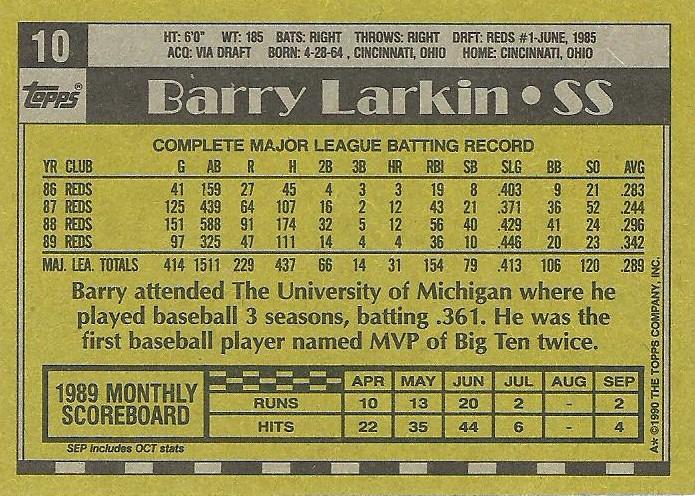 10
HT: 6'0" WT: 185 BATS: RIGHT THROWS: RIGHT DRFT: REDS #1-JUNE, 1985
ACQ: VIA DRAFT BORN: 4-28-64 , CINCINNATI, OHIO HOME: CINCINNATI, OHIO
topps®
Barry Larkin • SS
COMPLETE MAJOR LEAGUE BATTING RECORD
YR CLUB G AB R H 2B 3B HR RBI SB SLG BB SO AVG
86 REDS 41 159 27 45 4 3 3 19 8 .403 9 21 .283
87 REDS 125 439 64 107 16 2 12 43 21 .371 36 52 .244
88 REDS 151 588 91 174 32 5 12 56 40 .429 41 24 .296
89 REDS 97 325 47 111 14 4 4 36 10 .446 20 23 .342
MAJ. LEA. TOTALS 414 1511 229 437 66 14 31 154 79 .413 106 120 .289
Barry attended The University of Michigan where he
played baseball 3 seasons, batting .361. He was the
first baseball player named MVP of Big Ten twice.
1989 MONTHLY
SCOREBOARD
APR MAY JUN JUL AUG SEP
RUNS 10 13 20 2 - 2
HITS 22 35 44 6 - 4
SEP includes OCT stats
A* ©1990 THE TOPPS COMPANY, INC.